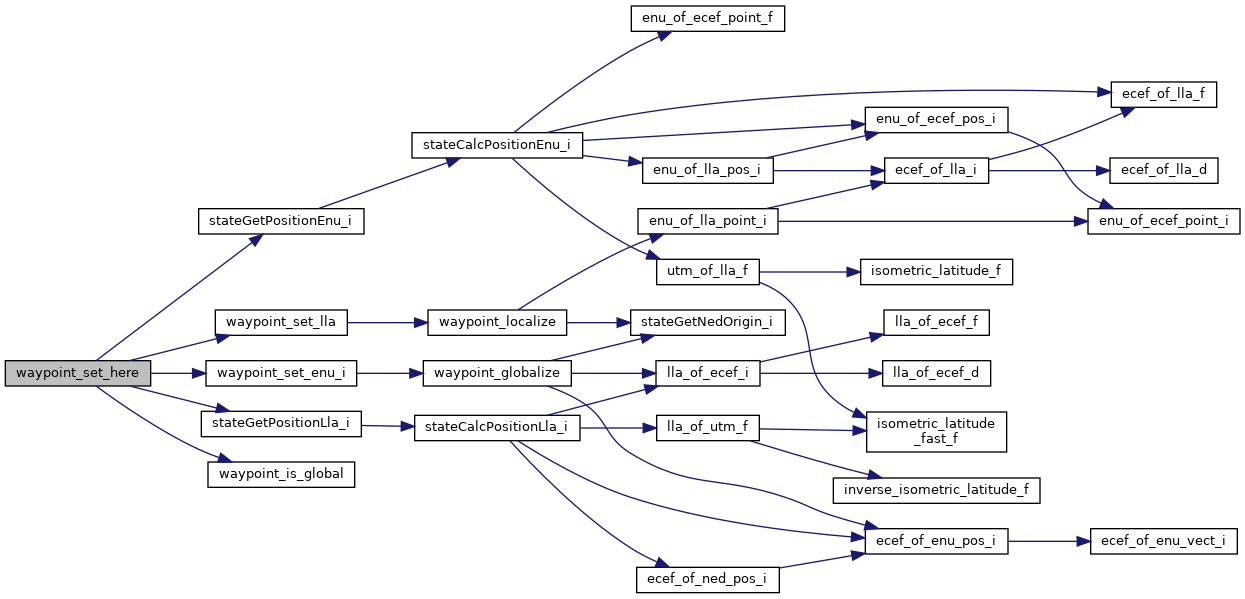 enu_of_ecef_point_f
ecef_of_lla_f
enu_of_ecef_pos_i
stateCalcPositionEnu_i
enu_of_lla_pos_i
ecef_of_lla_i
ecef_of_lla_d
stateGetPositionEnu_i
enu_of_lla_point_i
enu_of_ecef_point_i
utm_of_lla_f
isometric_latitude_f
waypoint_set_lla
waypoint_localize
stateGetNedOrigin_i
lla_of_ecef_f
waypoint_set_here
waypoint_set_enu_i
waypoint_globalize
lla_of_ecef_i
lla_of_ecef_d
stateGetPositionLla_i
stateCalcPositionLla_i
lla_of_utm_f
isometric_latitude
_fast_f
waypoint_is_global
inverse_isometric_latitude_f
ecef_of_enu_pos_i
ecef_of_enu_vect_i
ecef_of_ned_pos_i